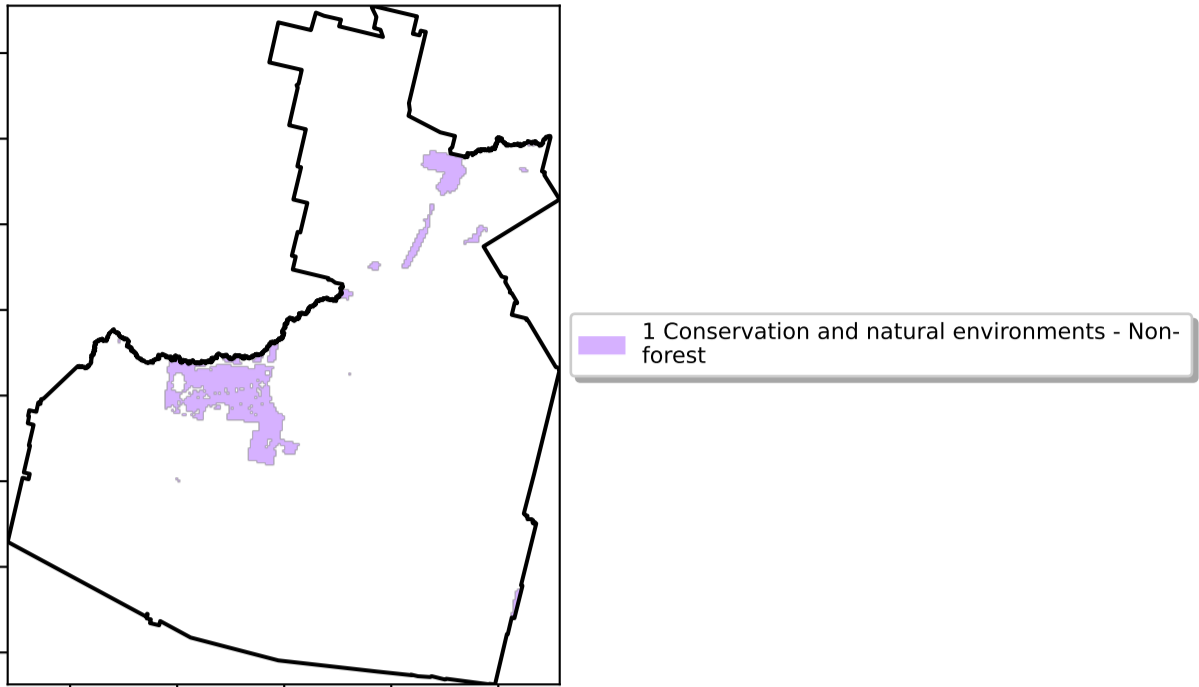 1 Conservation and natural environments - Non-
forest